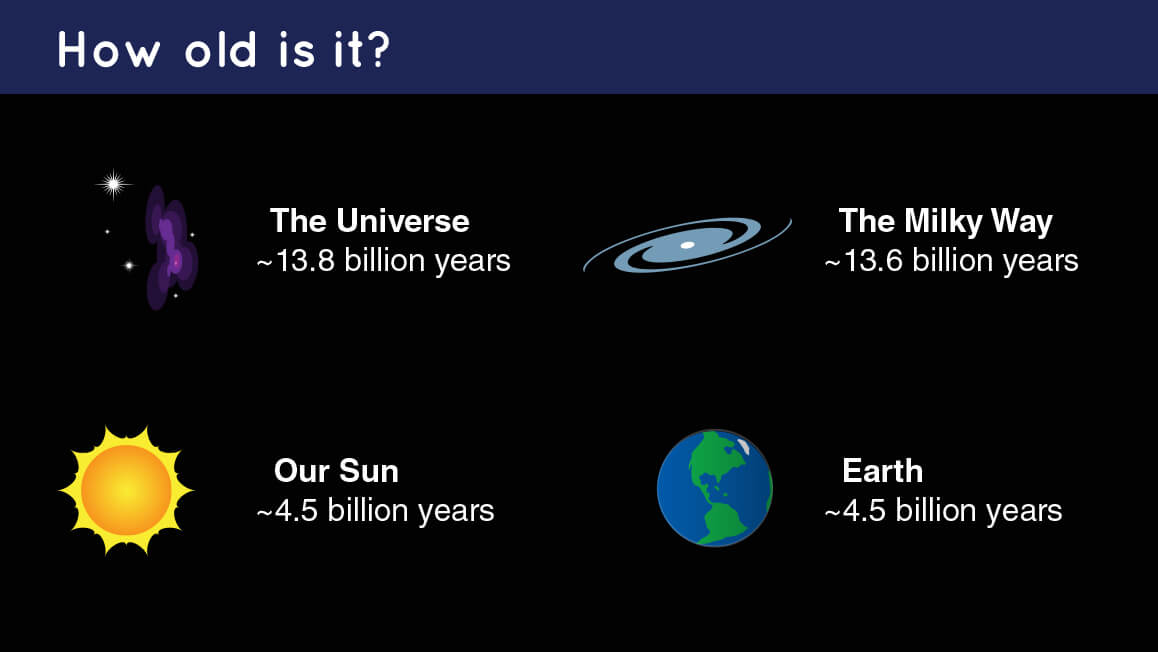 How old is it?
The Universe
~13.8 billion years
The Milky Way
~13.6 billion years
Our Sun
~4.5 billion years
Earth
~4.5 billion years